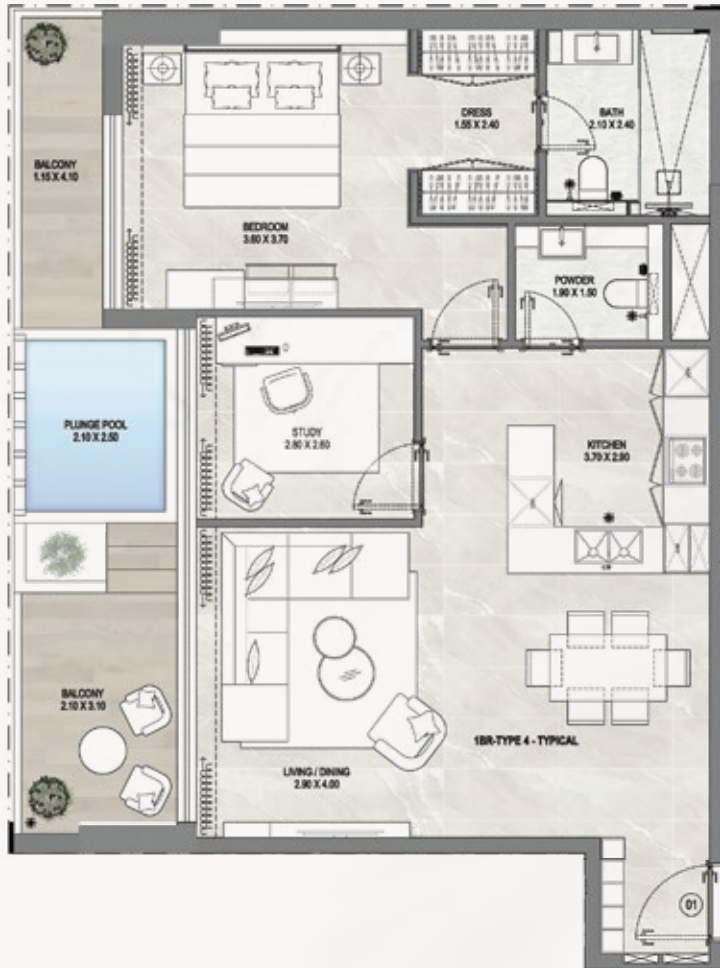 DRESS
1.55 X 2.40
BATH
2.10 X 2.40
BALCONY
1.15 X 4.10
BEDROOM
3.60 X 3.70
POWDER
1.90 X 1.50
PLUNGE POOL
2.10 X 2.50
STUDY
2.80 X 2.60
KITCHEN
3.70 X 2.90
BALCONY
2.10 X 3.10
1BR-TYPE 4 - TYPICAL
LIVING / DINING
2.90 X 4.00
01